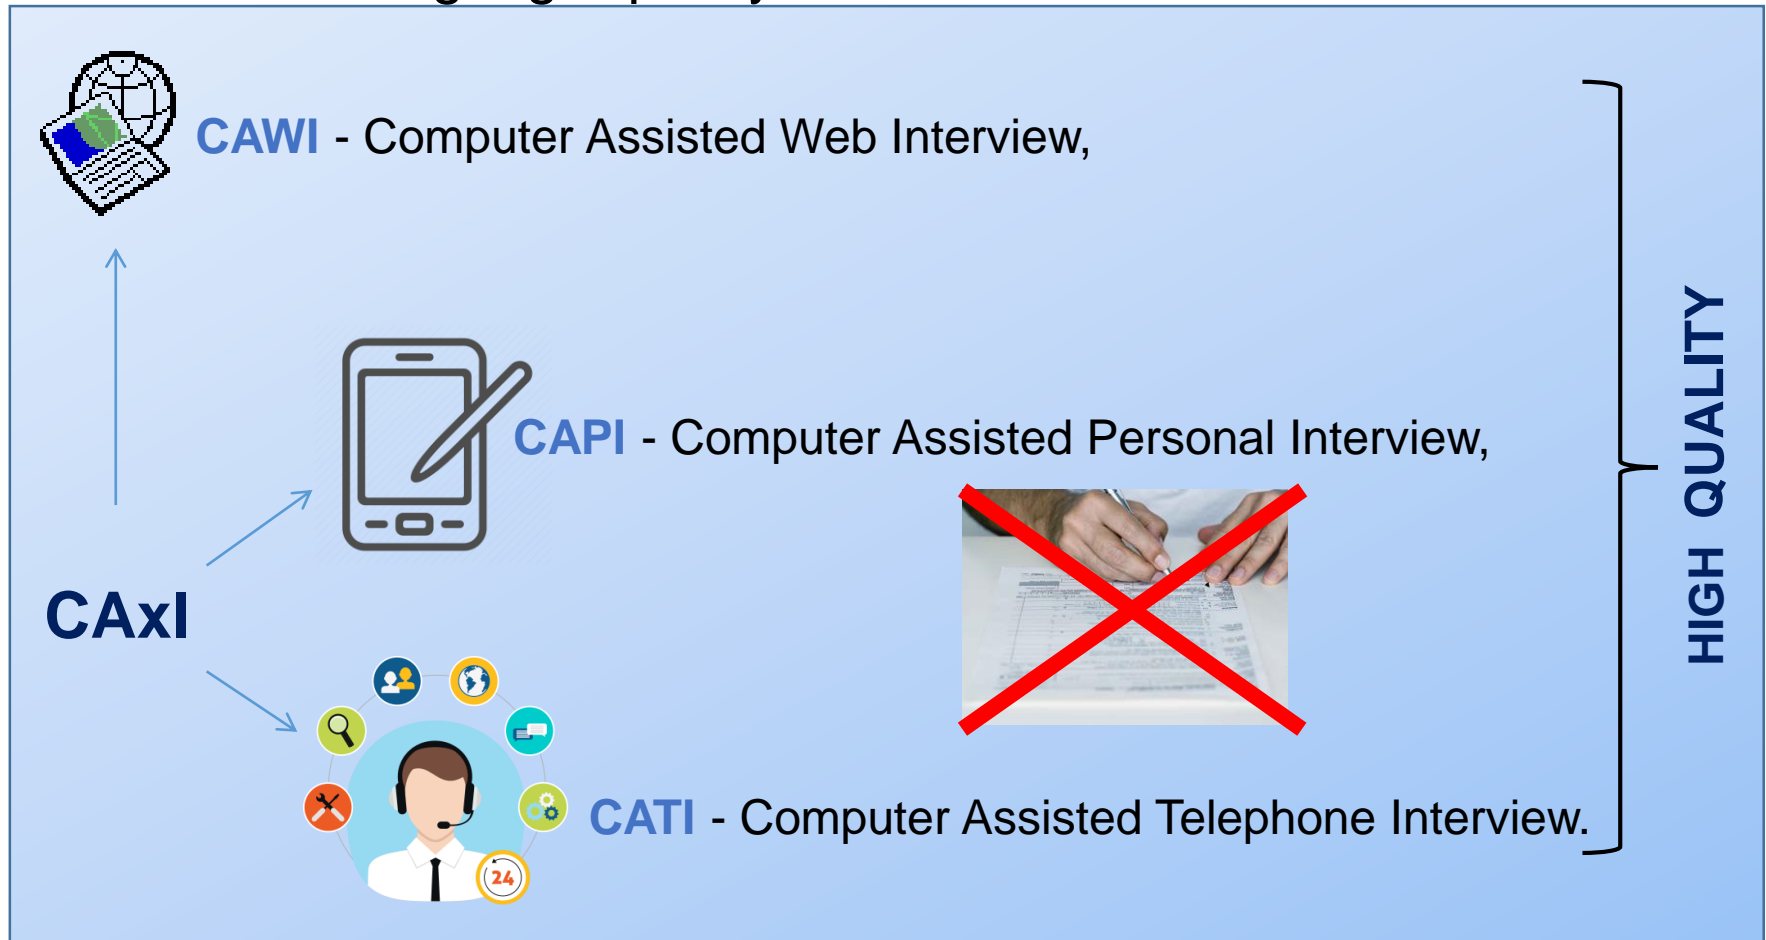 CAWI - Computer Assisted Web Interview,
CAPI - Computer Assisted Personal Interview,
CAxI
CATI - Computer Assisted Telephone Interview.
24
HIGH QUALITY